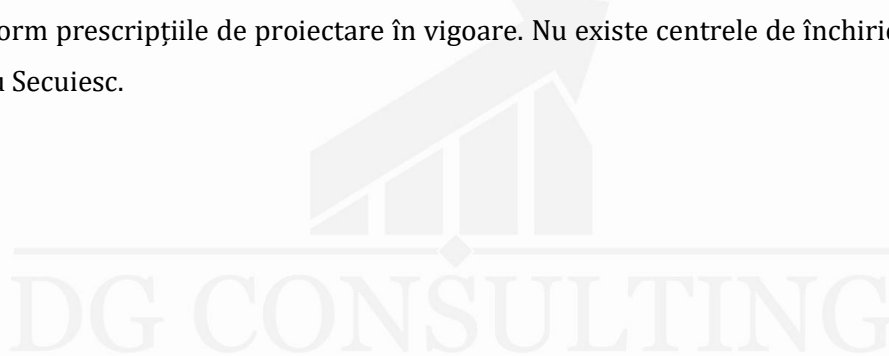 orm prescripțiile de proiectare în vigoare. Nu existe centrele de închirie
Secuiesc.
DG CONSULTING